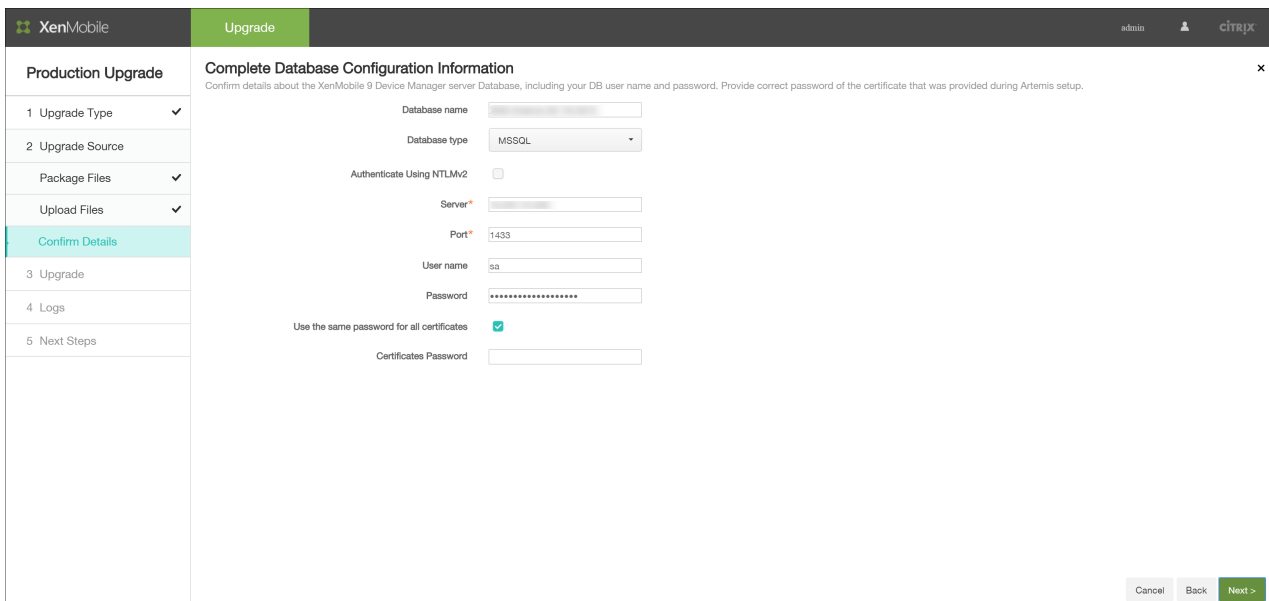 XenMobile
Upgrade
admin
CITRIX
Production Upgrade
1 Upgrade Type
2 Upgrade Source
Package Files
Upload Files
Confirm Details
3 Upgrade
4 Logs
5 Next Steps
Complete Database Configuration Information
×
Confirm details about the XenMobile 9 Device Manager server Database, including your DB user name and password. Provide correct password of the certificate that was provided during Artemis setup.
Database name
Database type MSSQL
Authenticate Using NTLMv2
Server*
Port* 1433
User name sa
Password •••••••••••••••••••
Use the same password for all certificates
Certificates Password
Cancel Back Next >